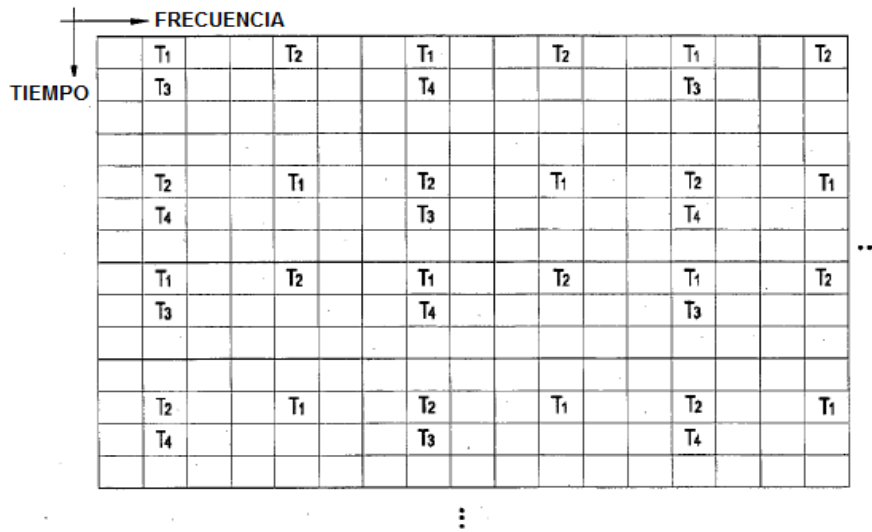 FRECUENCIA
T1 T2 T1 T2 T1 T2
TIEMPO T3 T4 T3
T2 T1 T2 T1 T2 T1
T4 T3 T4
T1 T2 T1 T2 T1 T2
T3 T4 T3
T2 T1 T2 T1 T2 T1
T4 T3 T4